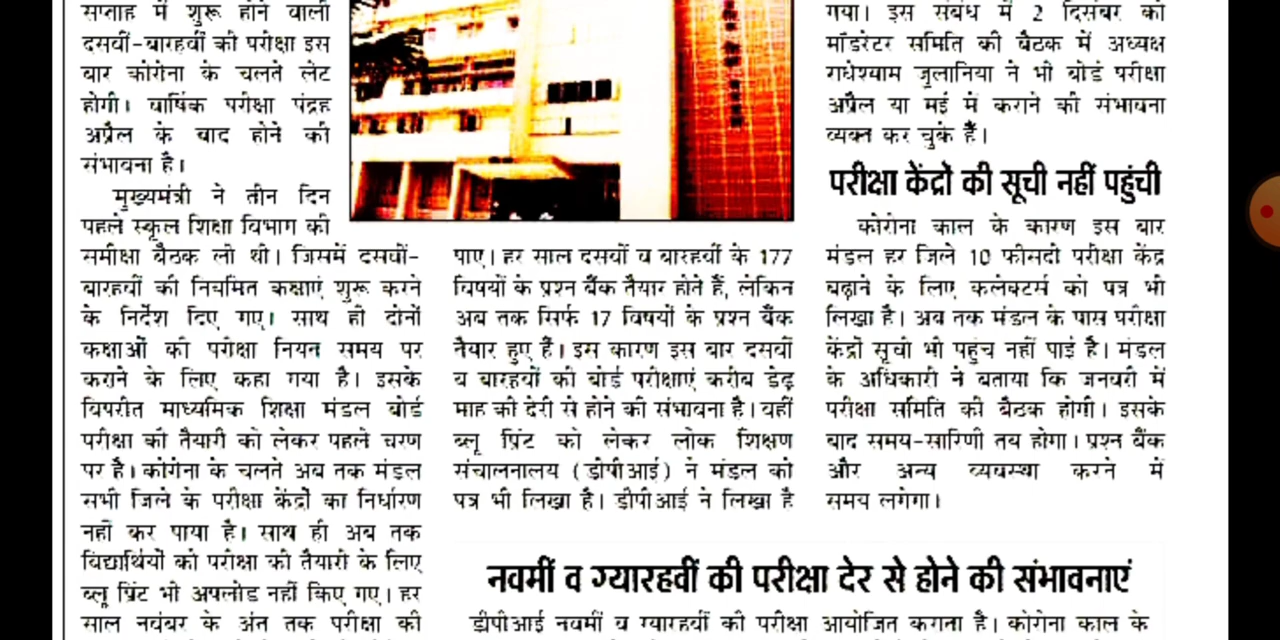 सप्ताह में शुरू होने वाली
दसवीं-बारहवीं की परीक्षा इस
बार कोरोना के चलते लेट
होगी। वार्षिक परीक्षा पंद्रह
अप्रैल के बाद होने की
संभावना है।
मुख्यमंत्री ने तीन दिन
पहले स्कूल शिक्षा विभाग की
समीक्षा बैठक ली थी। जिसमें दसवीं-
बारहवीं की नियमित कक्षाएं शुरू करने
के निर्देश दिए गए। साथ ही दोनों
कक्षाओं की परीक्षा नियत समय पर
कराने के लिए कहा गया है। इसके
विपरीत माध्यमिक शिक्षा मंडल बोर्ड
परीक्षा की तैयारी को लेकर पहले चरण
पर है। कोरोना के चलते अब तक मंडल
सभी जिले के परीक्षा केंद्रों का निर्धारण
नहीं कर पाया है। साथ ही अब तक
विद्यार्थियों को परीक्षा की तैयारी के लिए
ब्लू प्रिंट भी अपलोड नहीं किए गए। हर
साल नवंबर के अंत तक परीक्षा की
पाए। हर साल दसवीं व बारहवीं के 177
विषयों के प्रश्न बैंक तैयार होते हैं, लेकिन
अब तक सिर्फ 17 विषयों के प्रश्न बैंक
तैयार हुए हैं। इस कारण इस बार दसवीं
व बारहवीं की बोर्ड परीक्षाएं करीब डेढ़
माह की देरी से होने की संभावना है। वहीं
ब्लू प्रिंट को लेकर लोक शिक्षण
संचालनालय (डीपीआई) ने मंडल को
पत्र भी लिखा है। डीपीआई ने लिखा है
गया। इस संबंध में 2 दिसंबर को
मॉडरेटर समिति की बैठक में अध्यक्ष
राधेश्याम जुलानिया ने भी बोर्ड परीक्षा
अप्रैल या मई में कराने की संभावना
व्यक्त कर चुके हैं।
परीक्षा केंद्रों की सूची नहीं पहुंची
कोरोना काल के कारण इस बार
मंडल हर जिले 10 फीसदी परीक्षा केंद्र
बढ़ाने के लिए कलेक्टर्स को पत्र भी
लिखा है। अब तक मंडल के पास परीक्षा
केंद्रों सूची भी पहुंच नहीं पाई है। मंडल
के अधिकारी ने बताया कि जनवरी में
परीक्षा समिति की बैठक होगी। इसके
बाद समय-सारिणी तय होगा। प्रश्न बैंक
और अन्य व्यवस्था करने में
समय लगेगा।
नवमीं व ग्यारहवीं की परीक्षा देर से होने की संभावनाएं
डीपीआई नवमीं व ग्यारहवीं की परीक्षा आयोजित कराता है। कोरोना काल के